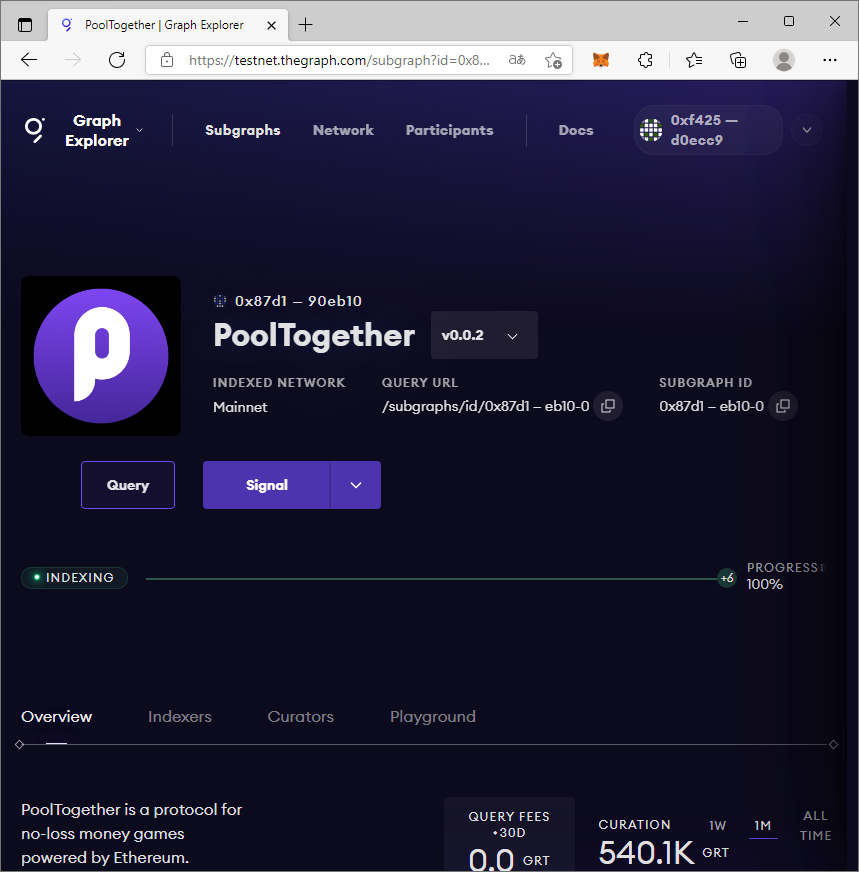 PoolTogether | Graph Explorer
https://testnet.thegraph.com/subgraph?id=0x8...
aあ
Graph
Explorer
Subgraphs
Network
Participants
Docs
0xf425 —
d0ecc9
0x87d1 — 90eb10
PoolTogether
v0.0.2
INDEXED NETWORK
QUERY URL
SUBGRAPH ID
Mainnet
/subgraphs/id/0x87d1 – eb10-0
0x87d1 – eb10-0
Query
Signal
INDEXING
+6
PROGRESS
100%
Overview
Indexers
Curators
Playground
PoolTogether is a protocol for
no-loss money games
powered by Ethereum.
QUERY FEES
•30D
0.0 GRT
CURATION
1W
1M
ALL
TIME
540.1K GRT